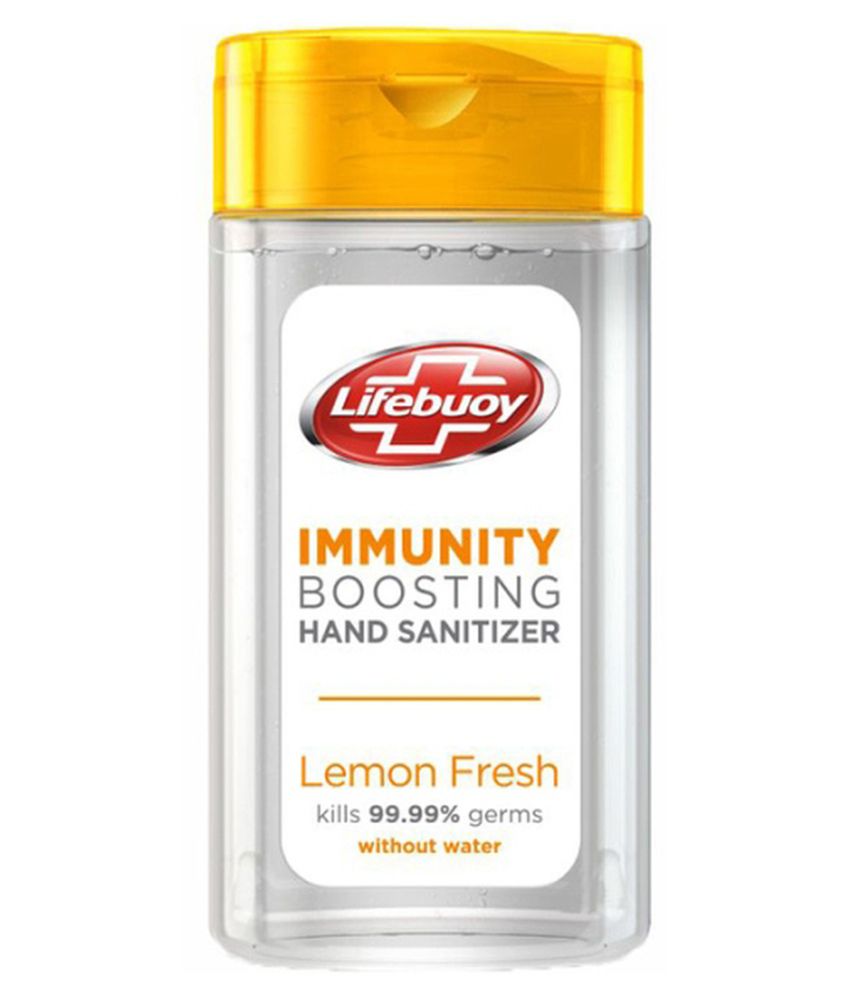 Lifebuoy
IMMUNITY
BOOSTING
HAND SANITIZER
Lemon Fresh
kills 99.99% germs
without water